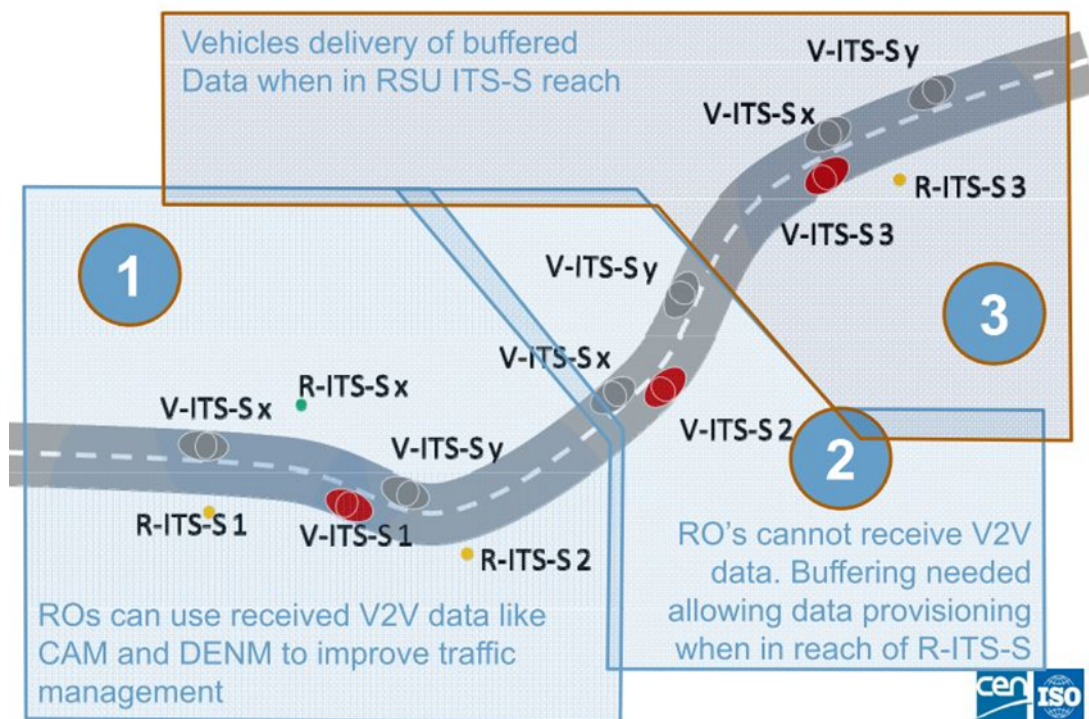 Vehicles delivery of buffered
Data when in RSU ITS-S reach
V-ITS-S y
V-ITS-S x
R-ITS-S 3
V-ITS-S 3
3
1
V-ITS-S y
V-ITS-S x
R-ITS-S x
V-ITS-S x
V-ITS-S y
V-ITS-S 2
2
R-ITS-S 1
V-ITS-S 1
R-ITS-S 2
ROs can use received V2V data like
CAM and DENM to improve traffic
management
RO's cannot receive V2V
data. Buffering needed
allowing data provisioning
when in reach of R-ITS-S
cen
ISO